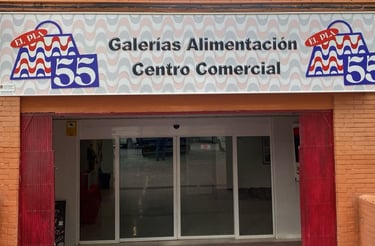 EL PLA
55
Galerías Alimentación
Centro Comercial
EL PLA
55